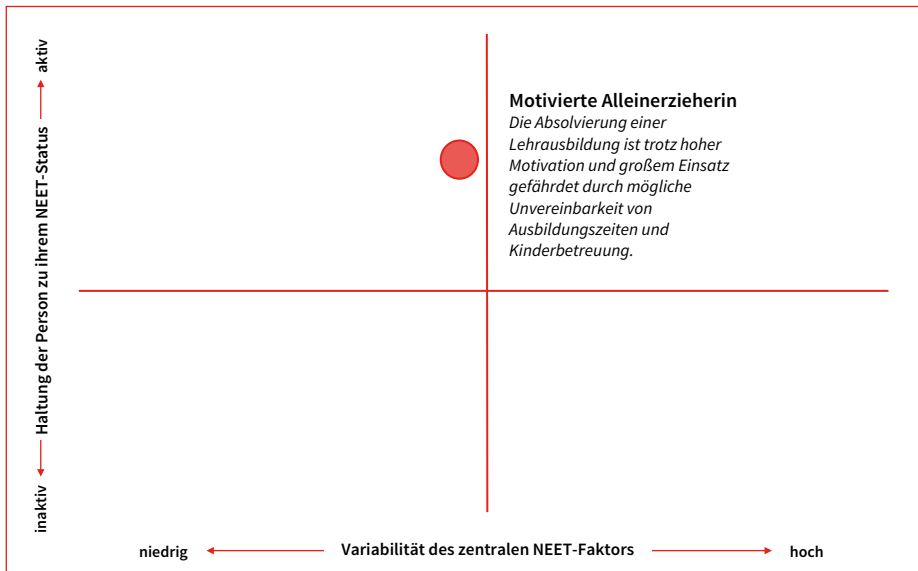 aktiv
Haltung der Person zu ihrem NEET-Status
inaktiv
Motivierte Alleinerzieherin
Die Absolvierung einer
Lehrausbildung ist trotz hoher
Motivation und großem Einsatz
gefährdet durch mögliche
Unvereinbarkeit von
Ausbildungszeiten und
Kinderbetreuung.
niedrig
Variabilität des zentralen NEET-Faktors
hoch